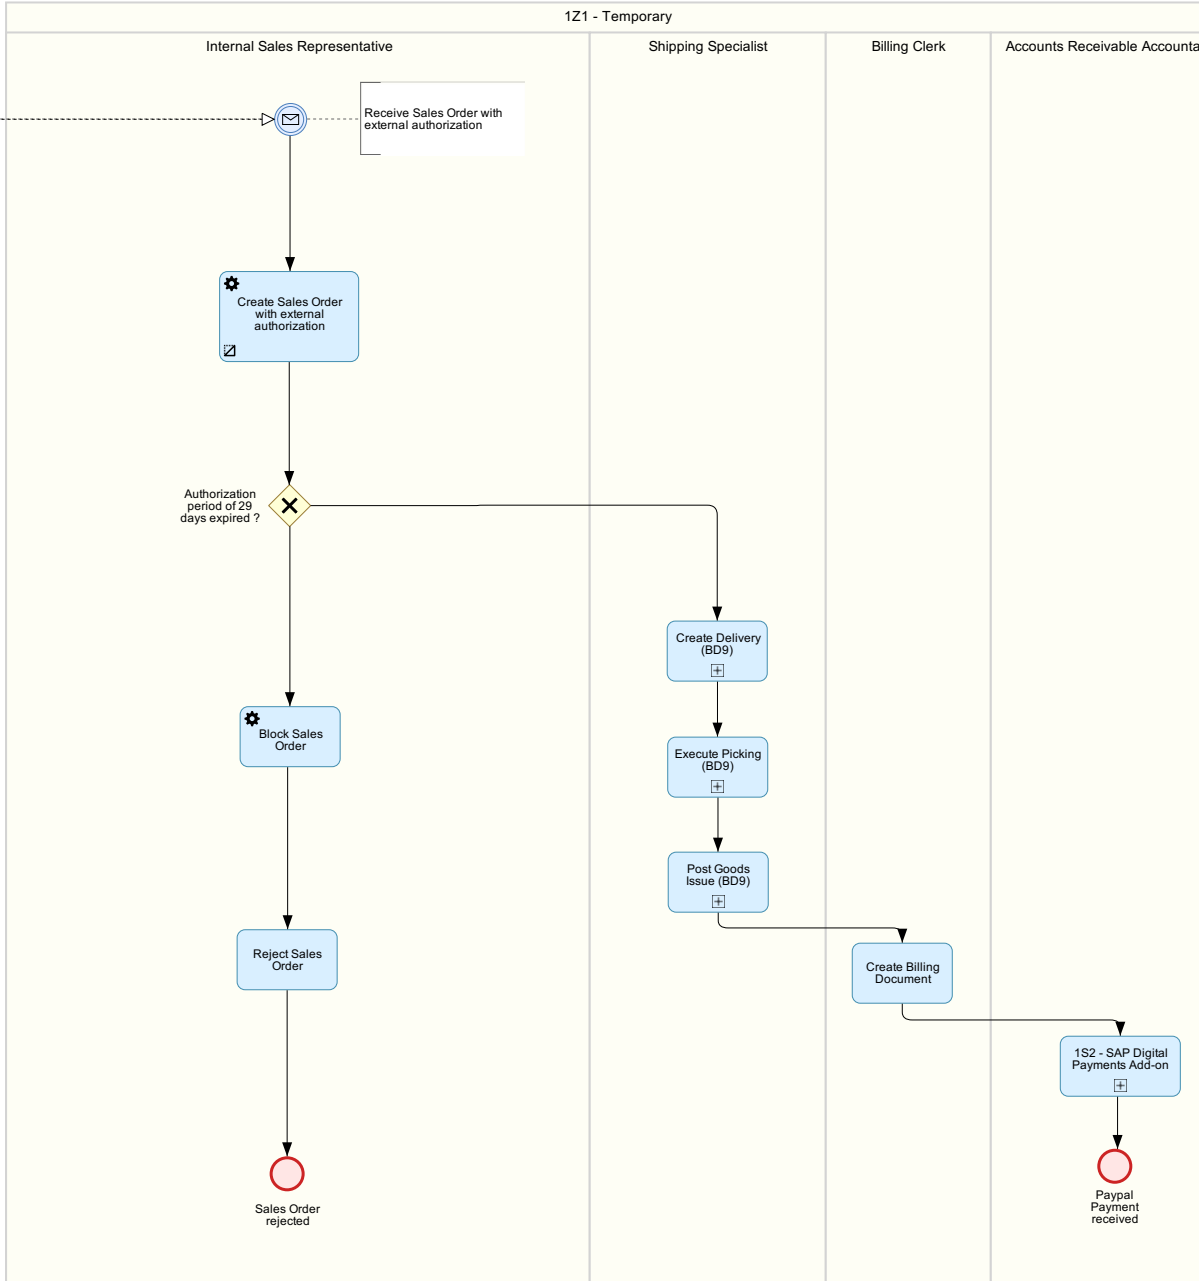 1Z1 - Temporary
Internal Sales Representative
Shipping Specialist
Billing Clerk
Accounts Receivable Accounta
Receive Sales Order with
external authorization
Create Sales Order
with external
authorization
Authorization
period of 29
days expired ?
Create Delivery
(BD9)
Block Sales
Order
Execute Picking
(BD9)
Post Goods
Issue (BD9)
Reject Sales
Order
Create Billing
Document
1S2 - SAP Digital
Payments Add-on
Sales Order
rejected
Paypal
Payment
received